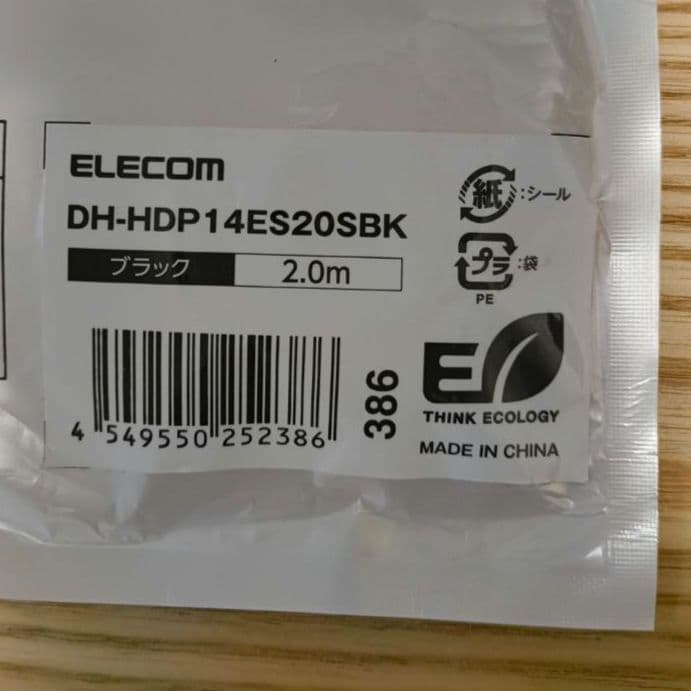 ELECOM
DH-HDP14ES20SBK
ブラック 2.0m
4 549550 252386
386
紙 :シール
プラ :袋
PE
E
THINK ECOLOGY
MADE IN CHINA